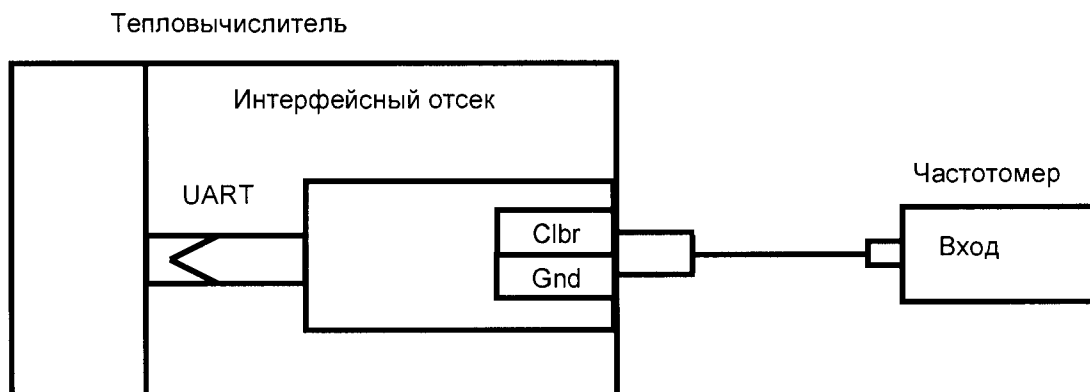 Тепловычислитель
Интерфейсный отсек
UART
Частотомер
Clbr
Вход
Gnd